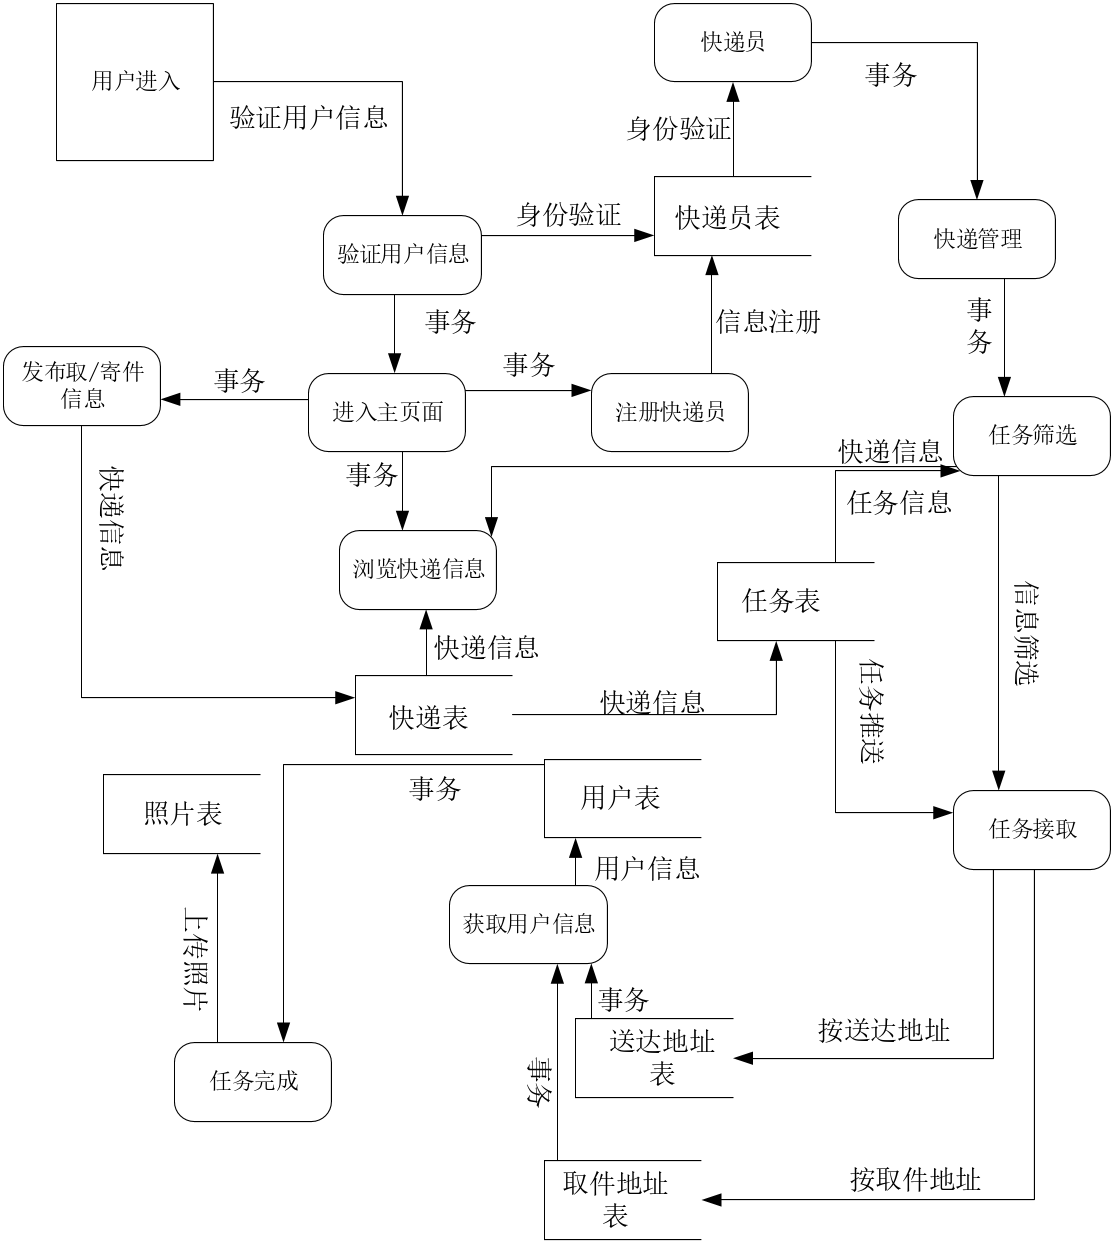 快递员
用户进入
事务
验证用户信息
身份验证
身份验证
快递员表
快递管理
验证用户信息
事务
信息注册
事
务
发布取/寄件
信息
事务
事务
进入主页面
注册快递员
任务筛选
快递信息
事务
快递信息
任务信息
浏览快递信息
任务表
信息筛选
快递信息
任务推送
快递信息
快递表
事务
用户表
照片表
任务接取
用户信息
上传照片
获取用户信息
事务
按送达地址
送达地址
表
事务
任务完成
按取件地址
取件地址
表